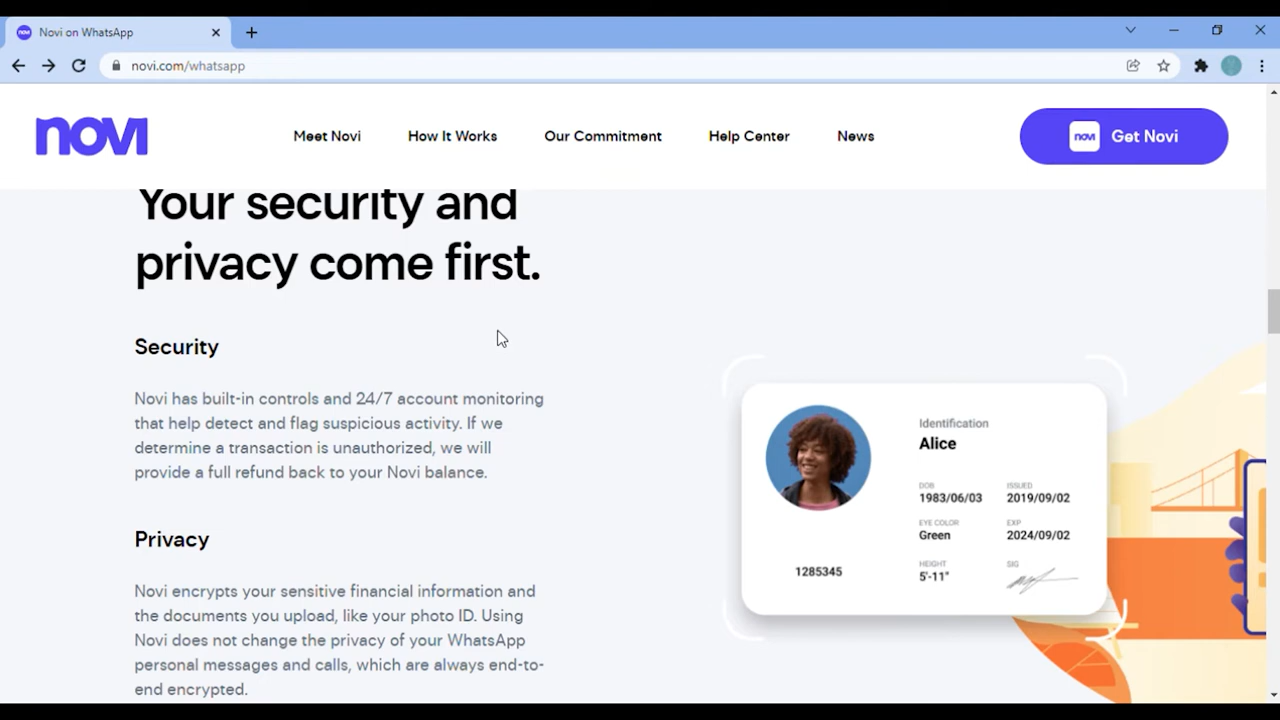 novi Novi on WhatsApp
novi.com/whatsapp
novi Meet Novi How It Works Our Commitment Help Center News novi Get Novi
Your security and
privacy come first.
Security
Novi has built-in controls and 24/7 account monitoring
that help detect and flag suspicious activity. If we
determine a transaction is unauthorized, we will
provide a full refund back to your Novi balance.
Privacy
Novi encrypts your sensitive financial information and
the documents you upload, like your photo ID. Using
Novi does not change the privacy of your WhatsApp
personal messages and calls, which are always end-to-
end encrypted.
Identification
Alice
DOB ISSUED
1983/06/03 2019/09/02
EYE COLOR EXP
Green 2024/09/02
HEIGHT SIG
5'-11"
1285345